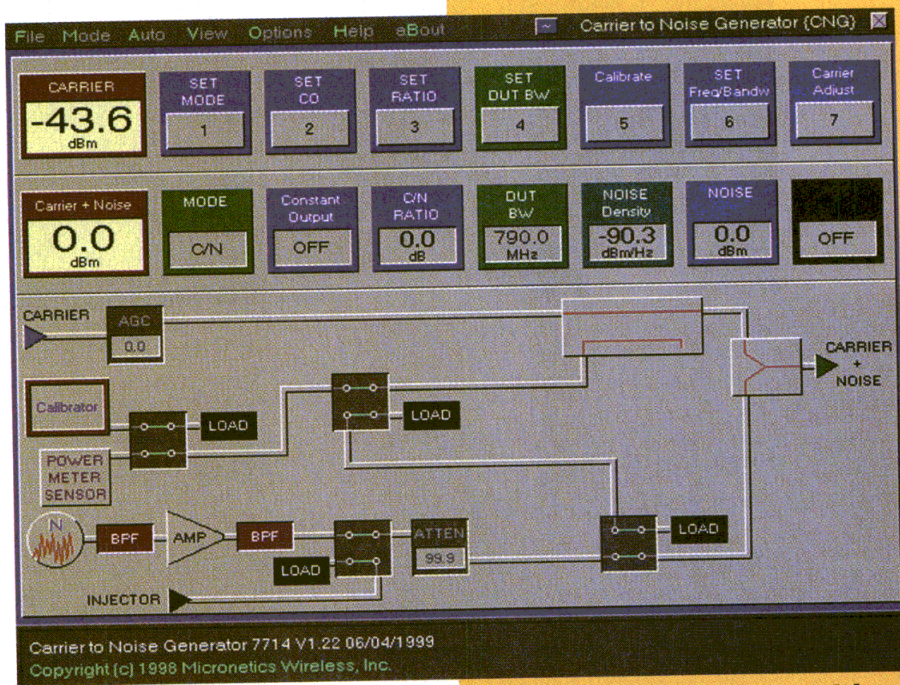 File Mode Auto View Options Help aBout ~ Carrier to Noise Generator {CNG}
CARRIER
-43.6
dBm
SET
MODE
1
SET
CO
2
SET
RATIO
3
SET
DUT BW
4
Calibrate
5
SET
Freq/Bandw
6
Carrier
Adjust
7
Carrier + Noise
0.0
dBm
MODE
C/N
Constant
Output
OFF
C/N
RATIO
0.0
dB
DUT
BW
790.0
MHz
NOISE
Density
-90.3
dBm/Hz
NOISE
0.0
dBm
OFF
CARRIER
AGC
0.0
CARRIER
+
NOISE
Calibrator
LOAD
LOAD
POWER
METER
SENSOR
N
BPF
AMP
BPF
ATTEN
99.9
LOAD
LOAD
INJECTOR
Carrier to Noise Generator 7714 V1.22 06/04/1999
Copyright (c) 1998 Micronetics Wireless, Inc.